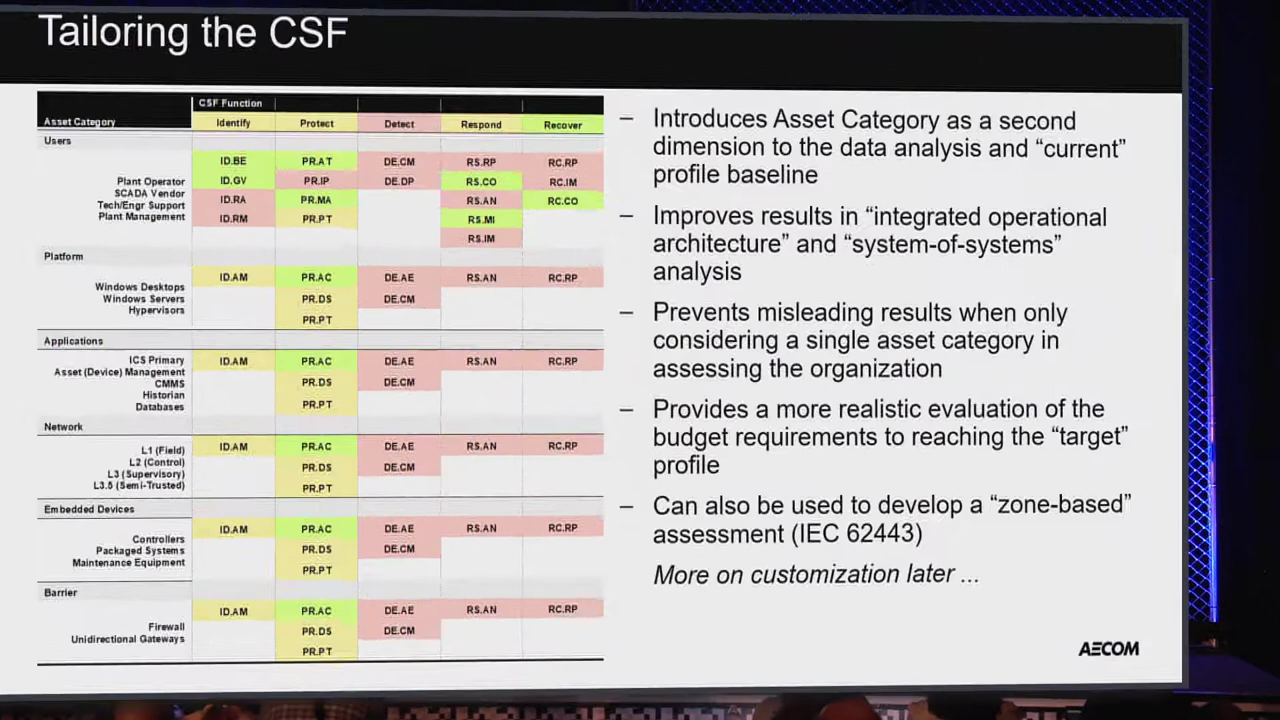 Tailoring the CSF
CSF Function
Asset Category Identify Protect Detect Respond Recover
Users
ID.BE PR.AT DE.CM RS.RP RC.RP
Plant Operator ID.GV PR.IP DE.DP RS.CO RC.IM
SCADA Vendor
Tech/Engr Support ID.RA PR.MA RS.AN RC.CO
Plant Management ID.RM PR.PT RS.MI
RS.IM
Platform
ID.AM PR.AC DE.AE RS.AN RC.RP
Windows Desktops
Windows Servers PR.DS DE.CM
Hypervisors
PR.PT
Applications
ICS Primary ID.AM PR.AC DE.AE RS.AN RC.RP
Asset (Device) Management
CMMS PR.DS DE.CM
Historian
Databases PR.PT
Network
L1 (Field) ID.AM PR.AC DE.AE RS.AN RC.RP
L2 (Control)
L3 (Supervisory) PR.DS DE.CM
L3.5 (Semi-Trusted) PR.PT
Embedded Devices
ID.AM PR.AC DE.AE RS.AN RC.RP
Controllers
Packaged Systems PR.DS DE.CM
Maintenance Equipment
PR.PT
Barrier
ID.AM PR.AC DE.AE RS.AN RC.RP
Firewall
Unidirectional Gateways PR.DS DE.CM
PR.PT
– Introduces Asset Category as a second
dimension to the data analysis and “current”
profile baseline
– Improves results in “integrated operational
architecture” and “system-of-systems”
analysis
– Prevents misleading results when only
considering a single asset category in
assessing the organization
– Provides a more realistic evaluation of the
budget requirements to reaching the “target”
profile
– Can also be used to develop a “zone-based”
assessment (IEC 62443)
More on customization later ...
AECOM